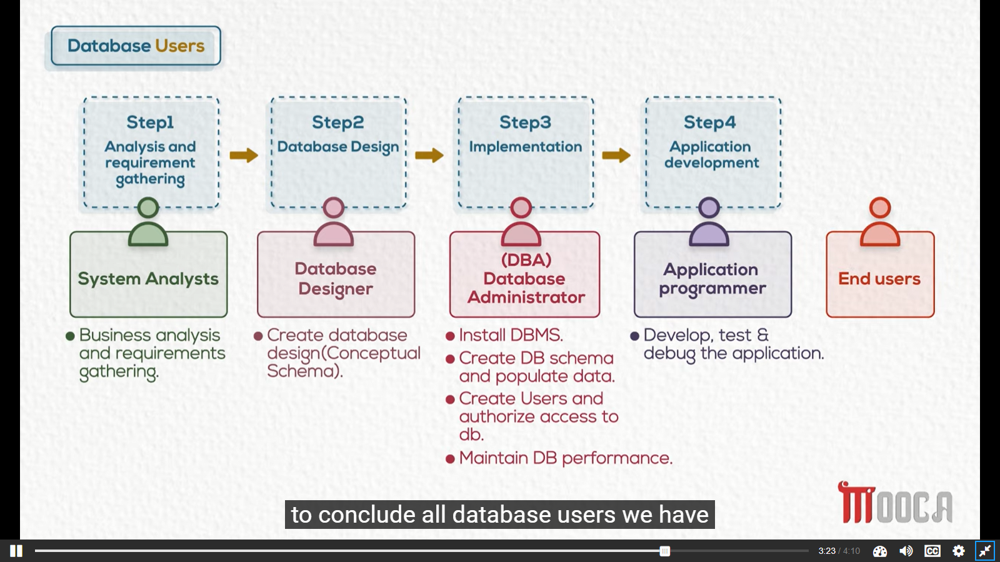 Database Users
Step1
Analysis and
requirement
gathering
Step2
Database Design
Step3
Implementation
Step4
Application
development
System Analysts
Database
Designer
(DBA)
Database
Administrator
Application
programmer
End users
Business analysis
and requirements
gathering.
Create database
design(Conceptual
Schema).
Install DBMS.
Create DB schema
and populate data.
Create Users and
authorize access to
db.
Maintain DB performance.
Develop, test &
debug the application.
MOOCA
to conclude all database users we have
3:23 / 4:10
CC